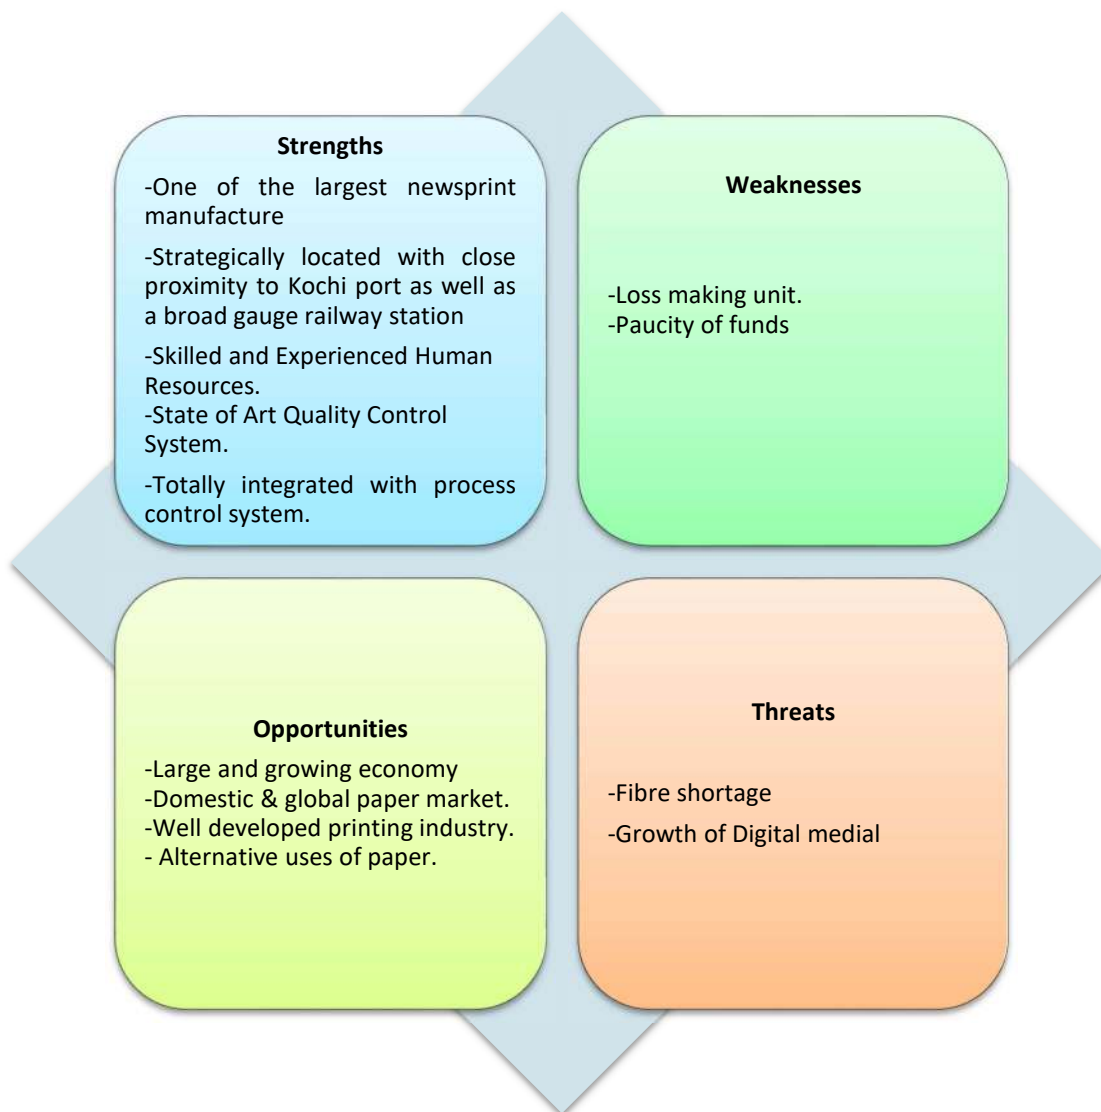 Strengths
-One of the largest newsprint
manufacture
-Strategically located with close
proximity to Kochi port as well as
a broad gauge railway station
-Skilled and Experienced Human
Resources.
-State of Art Quality Control
System.
-Totally integrated with process
control system.
Weaknesses
-Loss making unit.
-Paucity of funds
Opportunities
-Large and growing economy
-Domestic & global paper market.
-Well developed printing industry.
- Alternative uses of paper.
Threats
-Fibre shortage
-Growth of Digital medial